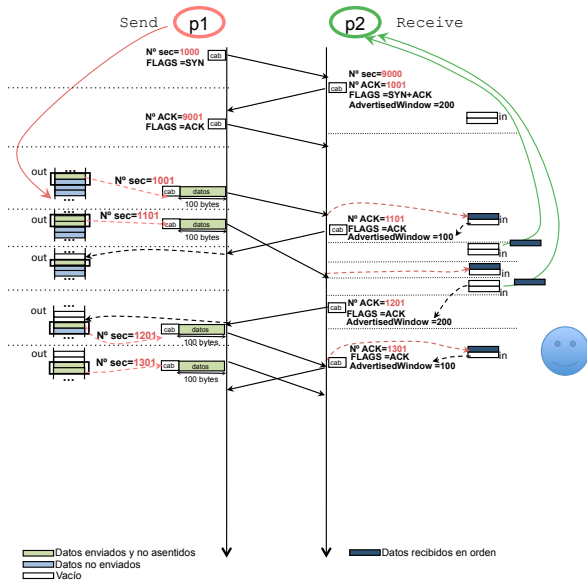 Send
p1
p2
Receive
Nº sec=1000
FLAGS =SYN
cab
Nº sec=9000
Nº ACK=1001
FLAGS =SYN+ACK
AdvertisedWindow =200
cab
in
Nº ACK=9001
FLAGS =ACK
cab
out
...
...
Nº sec=1001
cab
datos
100 bytes
out
...
Nº sec=1101
cab
datos
100 bytes
Nº ACK=1101
FLAGS =ACK
AdvertisedWindow =100
cab
in
in
out
...
in
in
Nº ACK=1201
FLAGS =ACK
AdvertisedWindow =200
cab
out
...
Nº sec=1201
cab
datos
100 bytes
out
...
Nº sec=1301
cab
datos
100 bytes
Nº ACK=1301
FLAGS =ACK
AdvertisedWindow =100
cab
in
Datos enviados y no asentidos
Datos no enviados
Vacío
Datos recibidos en orden